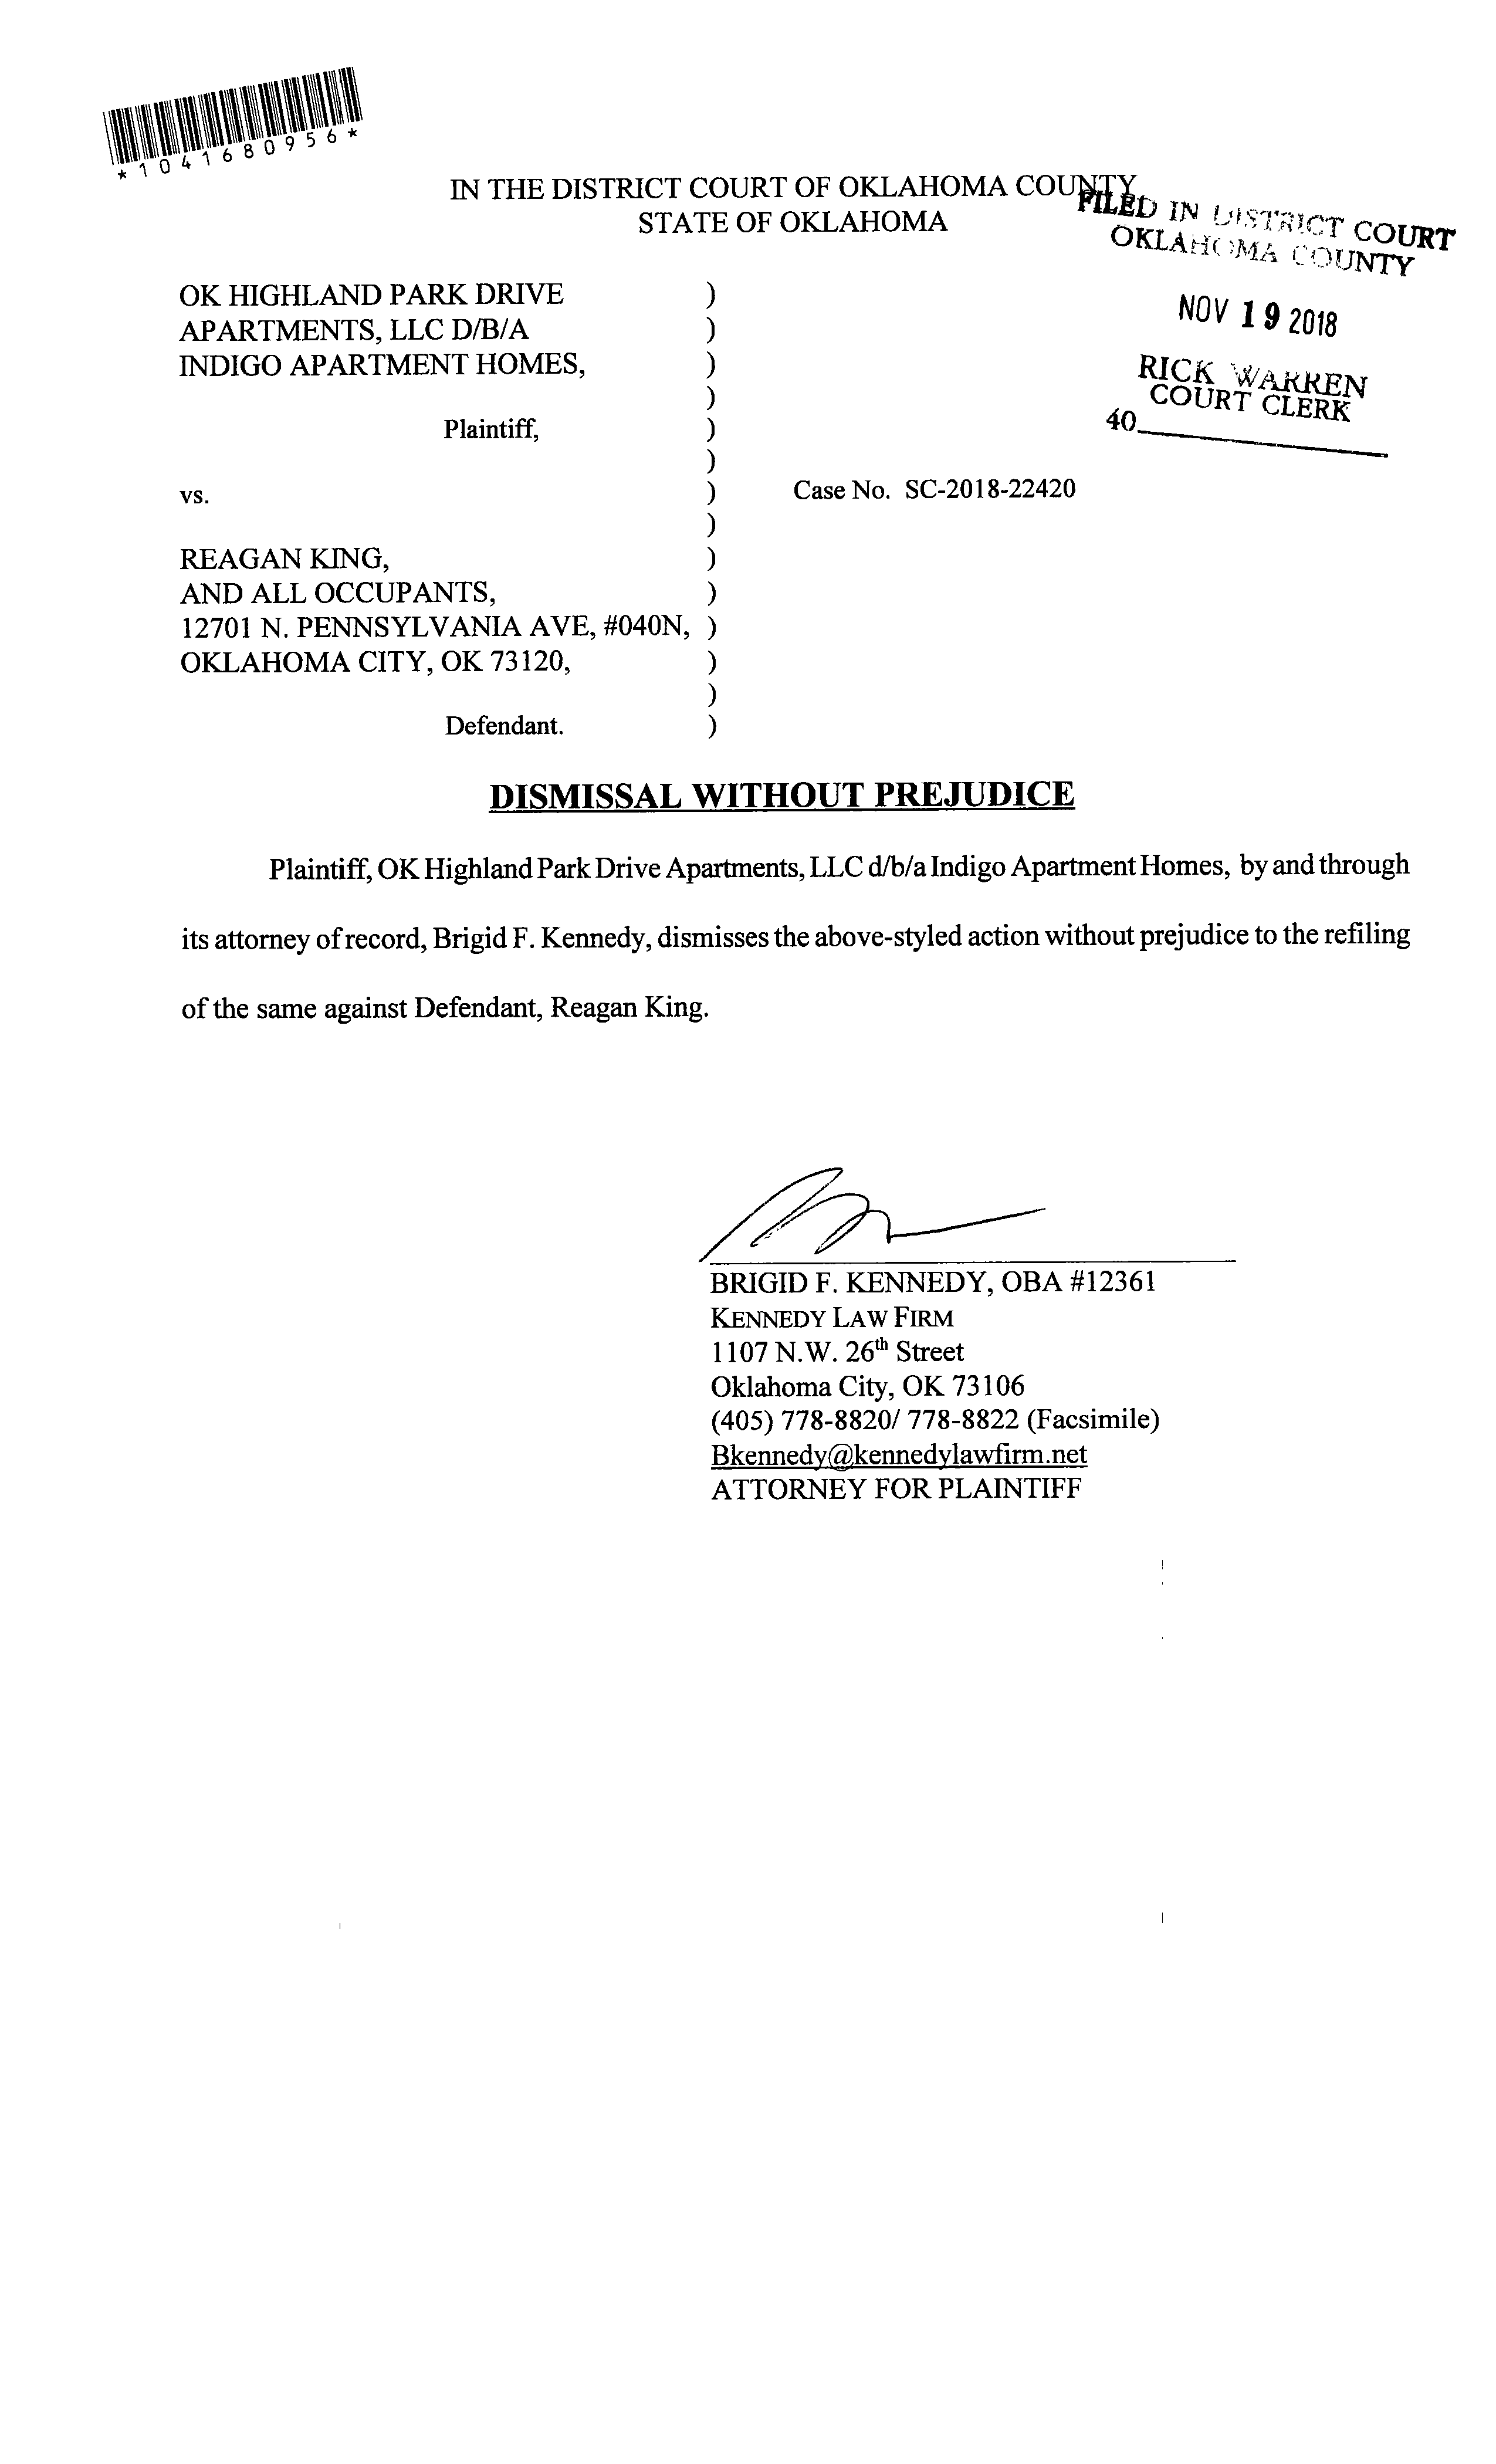 *1041680956*
IN THE DISTRICT COURT OF OKLAHOMA COUNTY
STATE OF OKLAHOMA
FILED IN DISTRICT COURT
OKLAHOMA COUNTY
NOV 19 2018
RICK WARREN
COURT CLERK
40
OK HIGHLAND PARK DRIVE )
APARTMENTS, LLC D/B/A )
INDIGO APARTMENT HOMES, )
)
Plaintiff, )
)
vs. ) Case No. SC-2018-22420
)
REAGAN KING, )
AND ALL OCCUPANTS, )
12701 N. PENNSYLVANIA AVE, #040N, )
OKLAHOMA CITY, OK 73120, )
)
Defendant. )
DISMISSAL WITHOUT PREJUDICE
Plaintiff, OK Highland Park Drive Apartments, LLC d/b/a Indigo Apartment Homes, by and through
its attorney of record, Brigid F. Kennedy, dismisses the above-styled action without prejudice to the refiling
of the same against Defendant, Reagan King.
BRIGID F. KENNEDY, OBA #12361
KENNEDY LAW FIRM
1107 N.W. 26th Street
Oklahoma City, OK 73106
(405) 778-8820/ 778-8822 (Facsimile)
Bkennedy@kennedylawfirm.net
ATTORNEY FOR PLAINTIFF